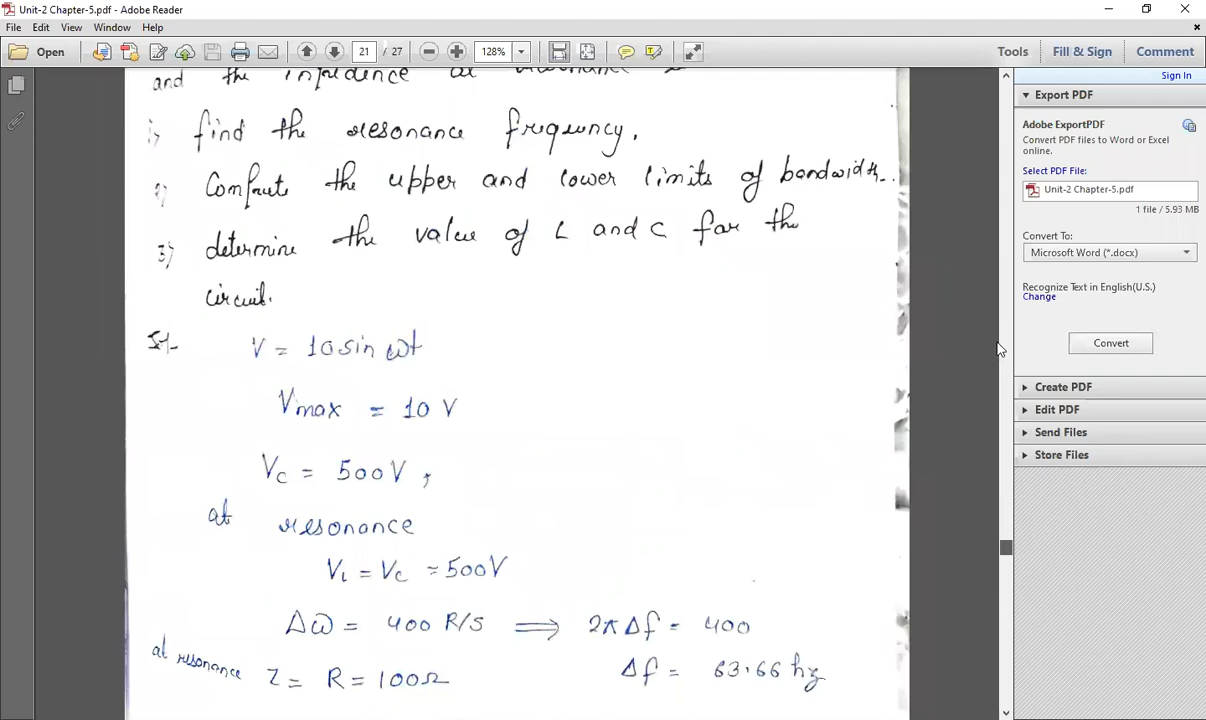 Unit-2 Chapter-5.pdf - Adobe Reader
File Edit View Window Help
Open 21 / 27 128% Tools Fill & Sign Comment
Sign In
Export PDF
Adobe ExportPDF
Convert PDF files to Word or Excel
online.
Select PDF File:
Unit-2 Chapter-5.pdf
1 file / 5.93 MB
Convert To:
Microsoft Word (*.docx)
Recognize Text in English(U.S.)
Change
Convert
Create PDF
Edit PDF
Send Files
Store Files
and the at
find the resonance frequency.
Compute the upper and lower limits of bandwidth.
3) determine the value of L and C for the
circuit.
V = 10 sin ωt
Vmax = 10 V
VC = 500V ,
at resonance
VL = VC = 500V
Δω = 400 R/S ⟹ 2π Δf = 400
at resonance Z = R = 100Ω Δf = 63.66 hz